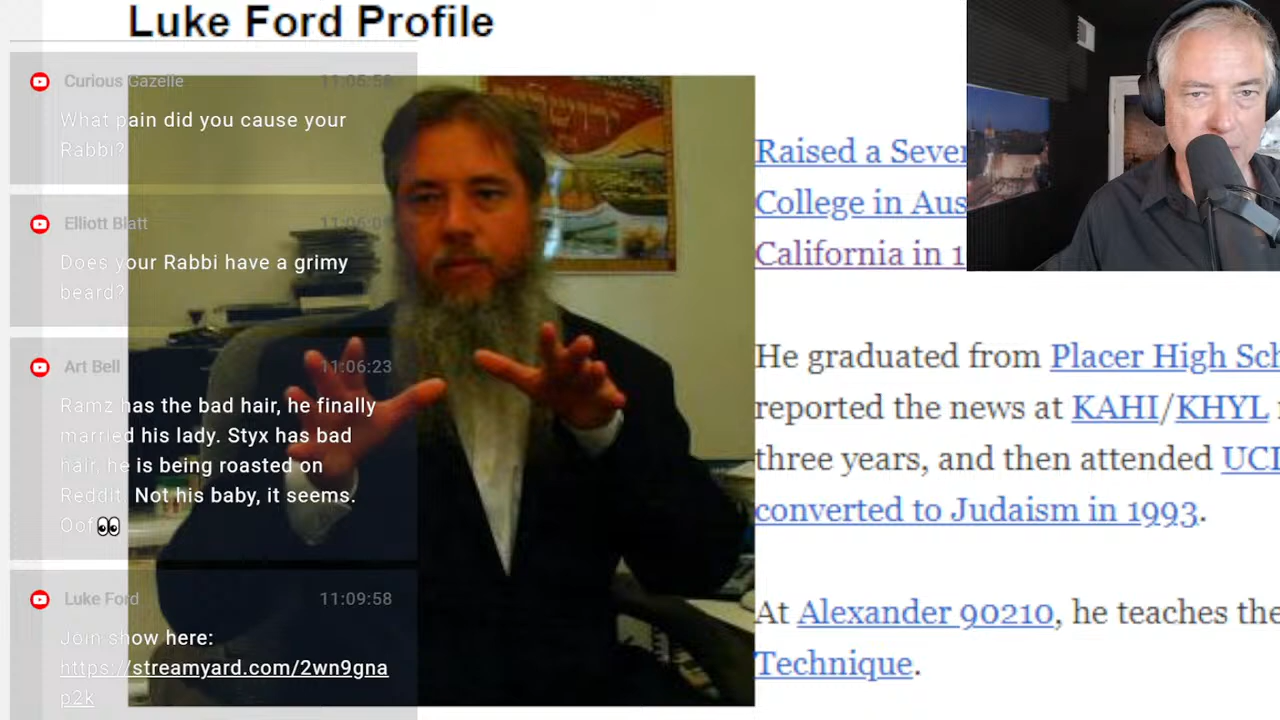 Luke Ford Profile
Curious Gazelle 11:05:58
What pain did you cause your
Rabbi?
Elliott Blatt
Does your Rabbi have a grimy
beard?
Art Bell 11:06:23
Ramz has the bad hair, he finally
married his lady. Styx has bad
hair, he is being roasted on
Reddit. Not his baby, it seems.
Oof👀
Luke Ford 11:09:58
Join show here:
https://streamyard.com/2wn9gna
p2k
Raised a Seve
College in Aus
California in 1
He graduated from Placer High Sch
reported the news at KAHI/KHYL
three years, and then attended UCL
converted to Judaism in 1993.
At Alexander 90210, he teaches the
Technique.